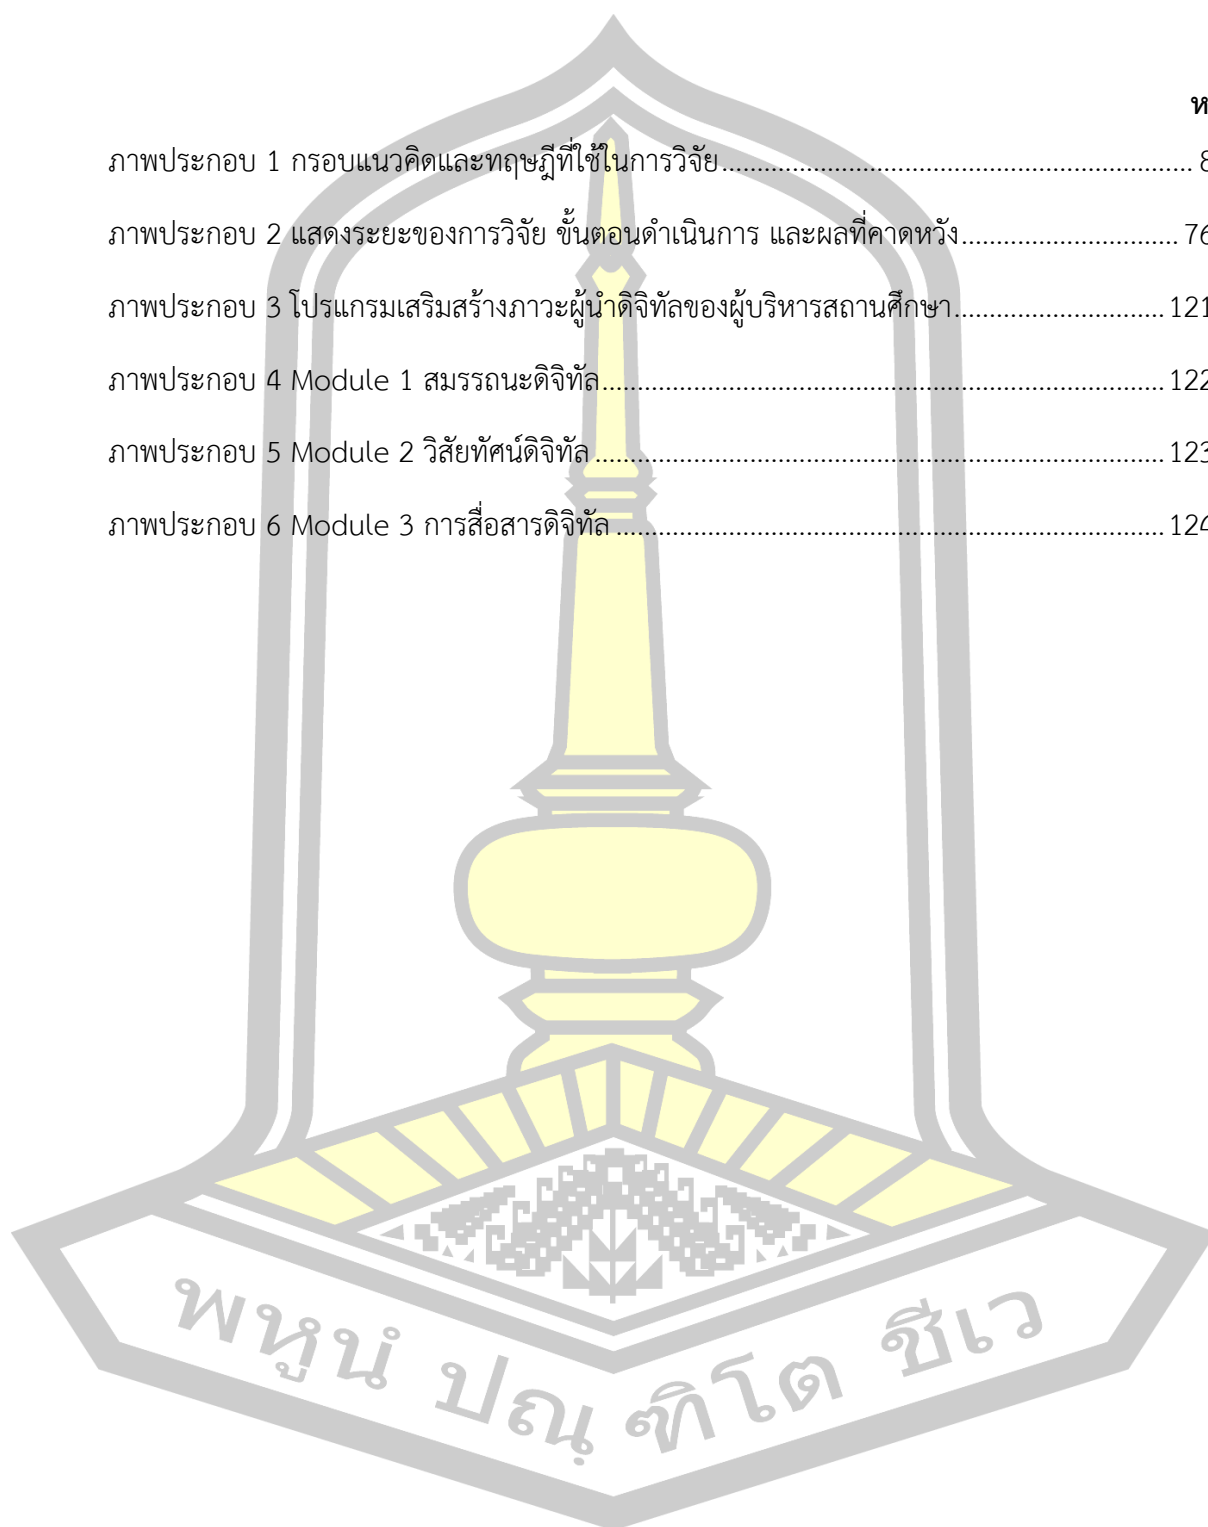 ห
ภาพประกอบ 1 กรอบแนวคิดและทฤษฎีที่ใช้ในการวิจัย........................................................................ 8
ภาพประกอบ 2 แสดงระยะของการวิจัย ขั้นตอนดำเนินการ และผลที่คาดหวัง................................. 76
ภาพประกอบ 3 โปรแกรมเสริมสร้างภาวะผู้นำดิจิทัลของผู้บริหารสถานศึกษา................................ 121
ภาพประกอบ 4 Module 1 สมรรถนะดิจิทัล...................................................................................... 122
ภาพประกอบ 5 Module 2 วิสัยทัศน์ดิจิทัล....................................................................................... 123
ภาพประกอบ 6 Module 3 การสื่อสารดิจิทัล.................................................................................... 124
พหูนํ ปณฺฑิโต ชีเว